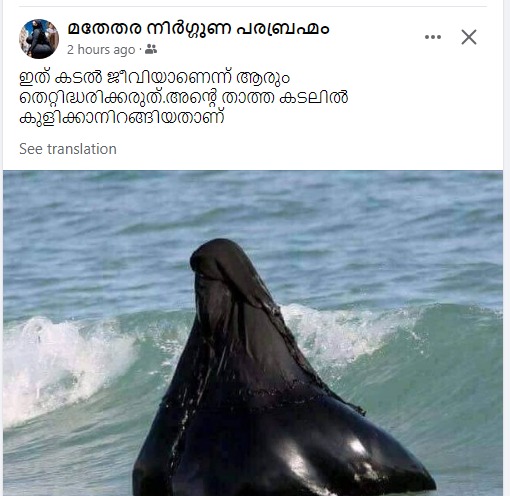 മതേതര നിർഗ്ഗുണ പരബ്രഹ്മം
2 hours ago ·
ഇത് കടൽ ജീവിയാണെന്ന് ആരും
തെറ്റിദ്ധരിക്കരുത്.അന്റെ താത്ത കടലിൽ
കുളിക്കാനിറങ്ങിയതാണ്
See translation